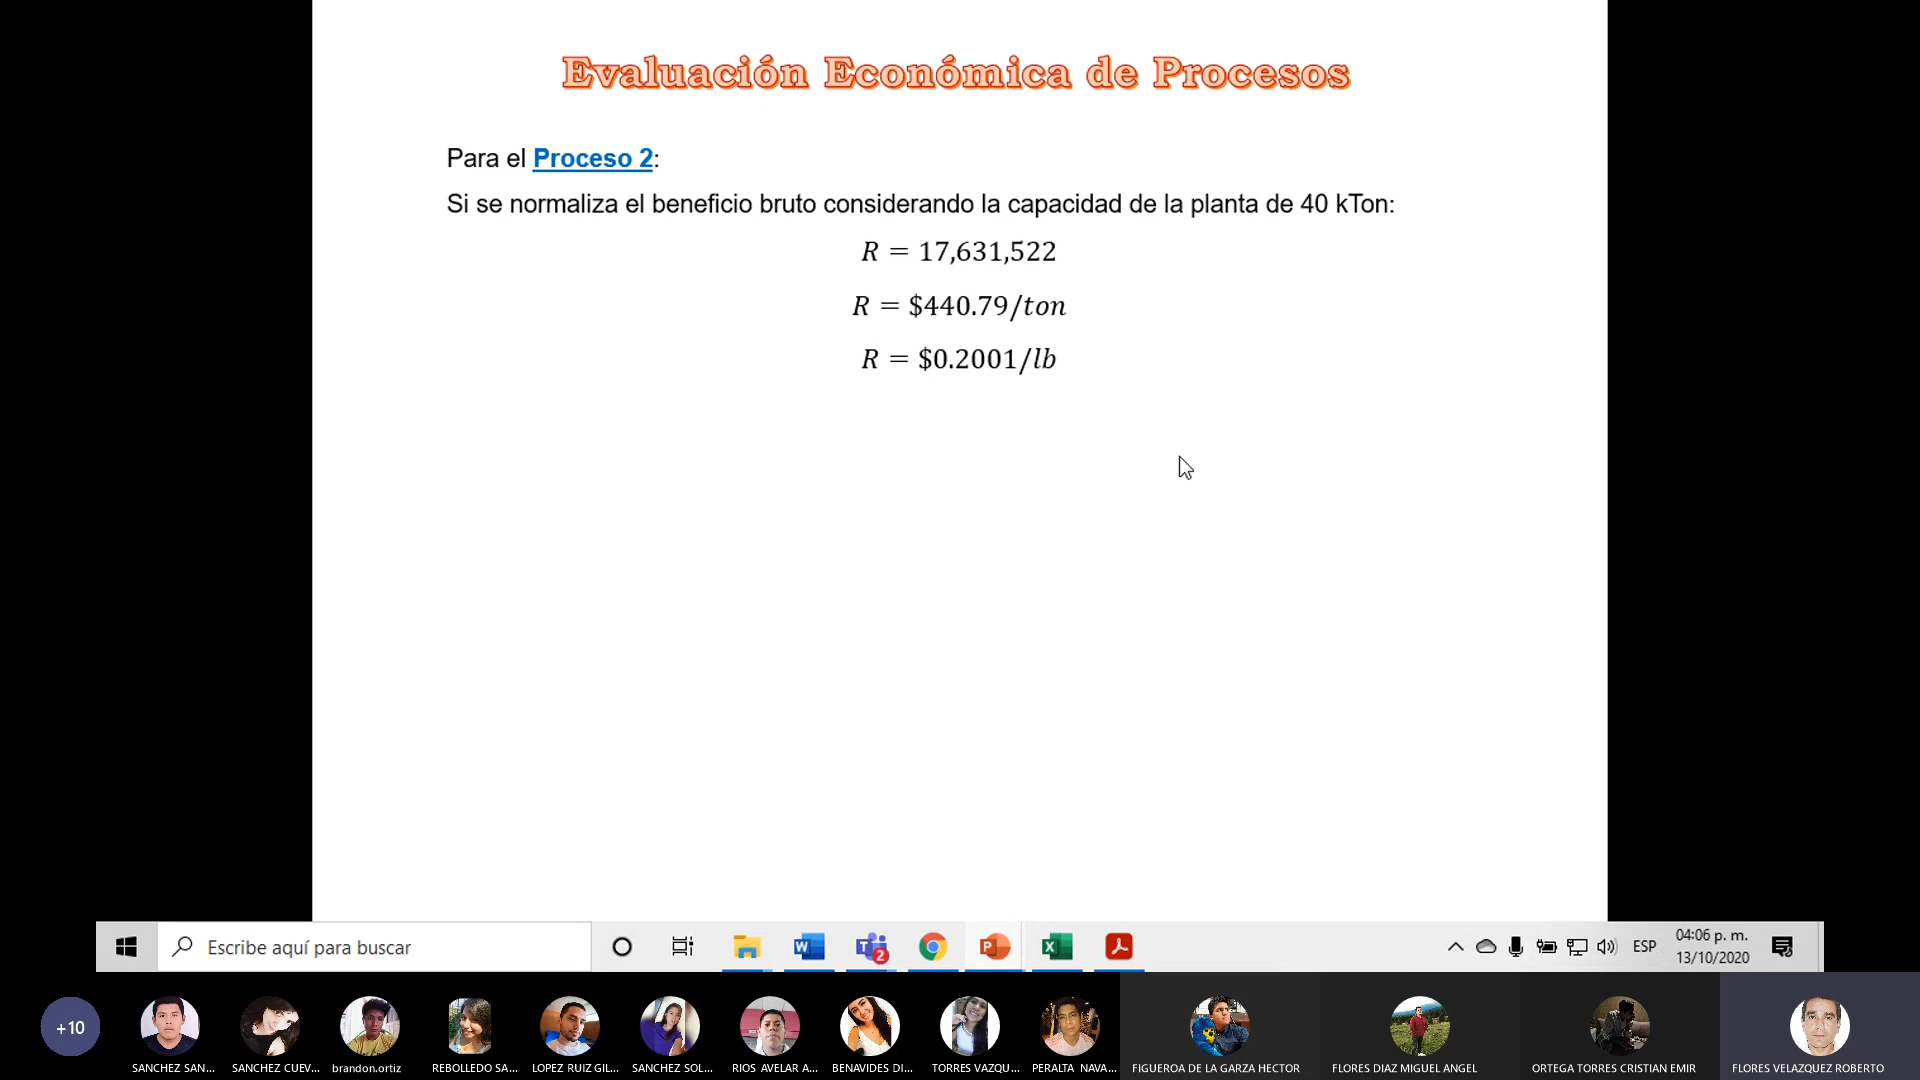 Evaluación Económica de Procesos
Para el Proceso 2:
Si se normaliza el beneficio bruto considerando la capacidad de la planta de 40 kTon:
R = 17,631,522
R = $440.79/ton
R = $0.2001/lb
Escribe aquí para buscar
2
ESP
04:06 p. m.
13/10/2020
+10
SANCHEZ SAN...
SANCHEZ CUEV...
brandon.ortiz
REBOLLEDO SA...
LOPEZ RUIZ GIL...
SANCHEZ SOL...
RIOS AVELAR A...
BENAVIDES DI...
TORRES VAZQU...
PERALTA NAVA...
FIGUEROA DE LA GARZA HECTOR
FLORES DIAZ MIGUEL ANGEL
ORTEGA TORRES CRISTIAN EMIR
FLORES VELAZQUEZ ROBERTO